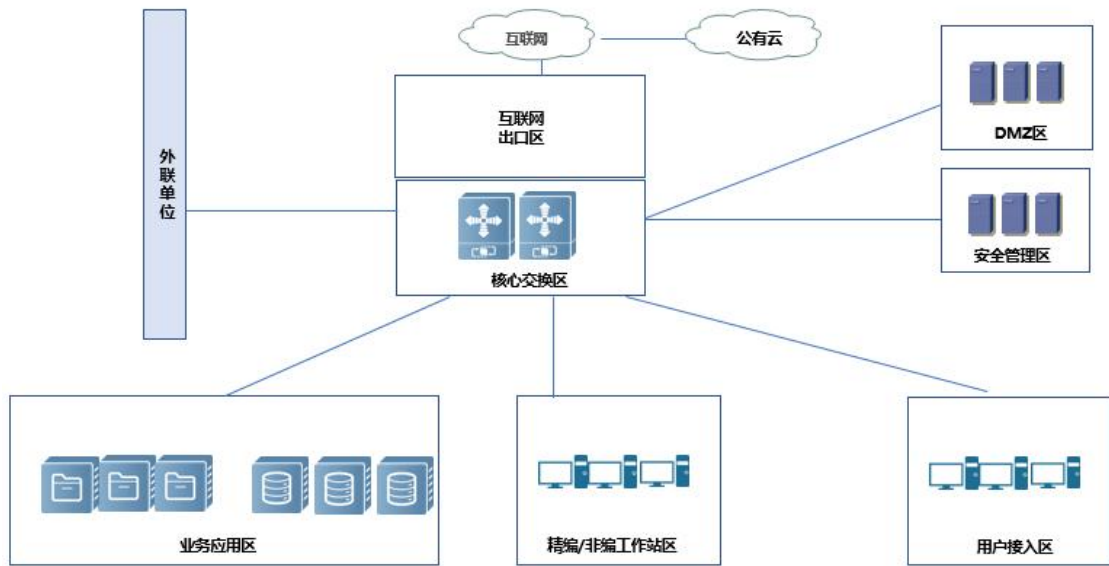 互联网
公有云
互联网
出口区
DMZ区
外
联
单
位
安全管理区
核心交换区
业务应用区
精编/非编工作站区
用户接入区